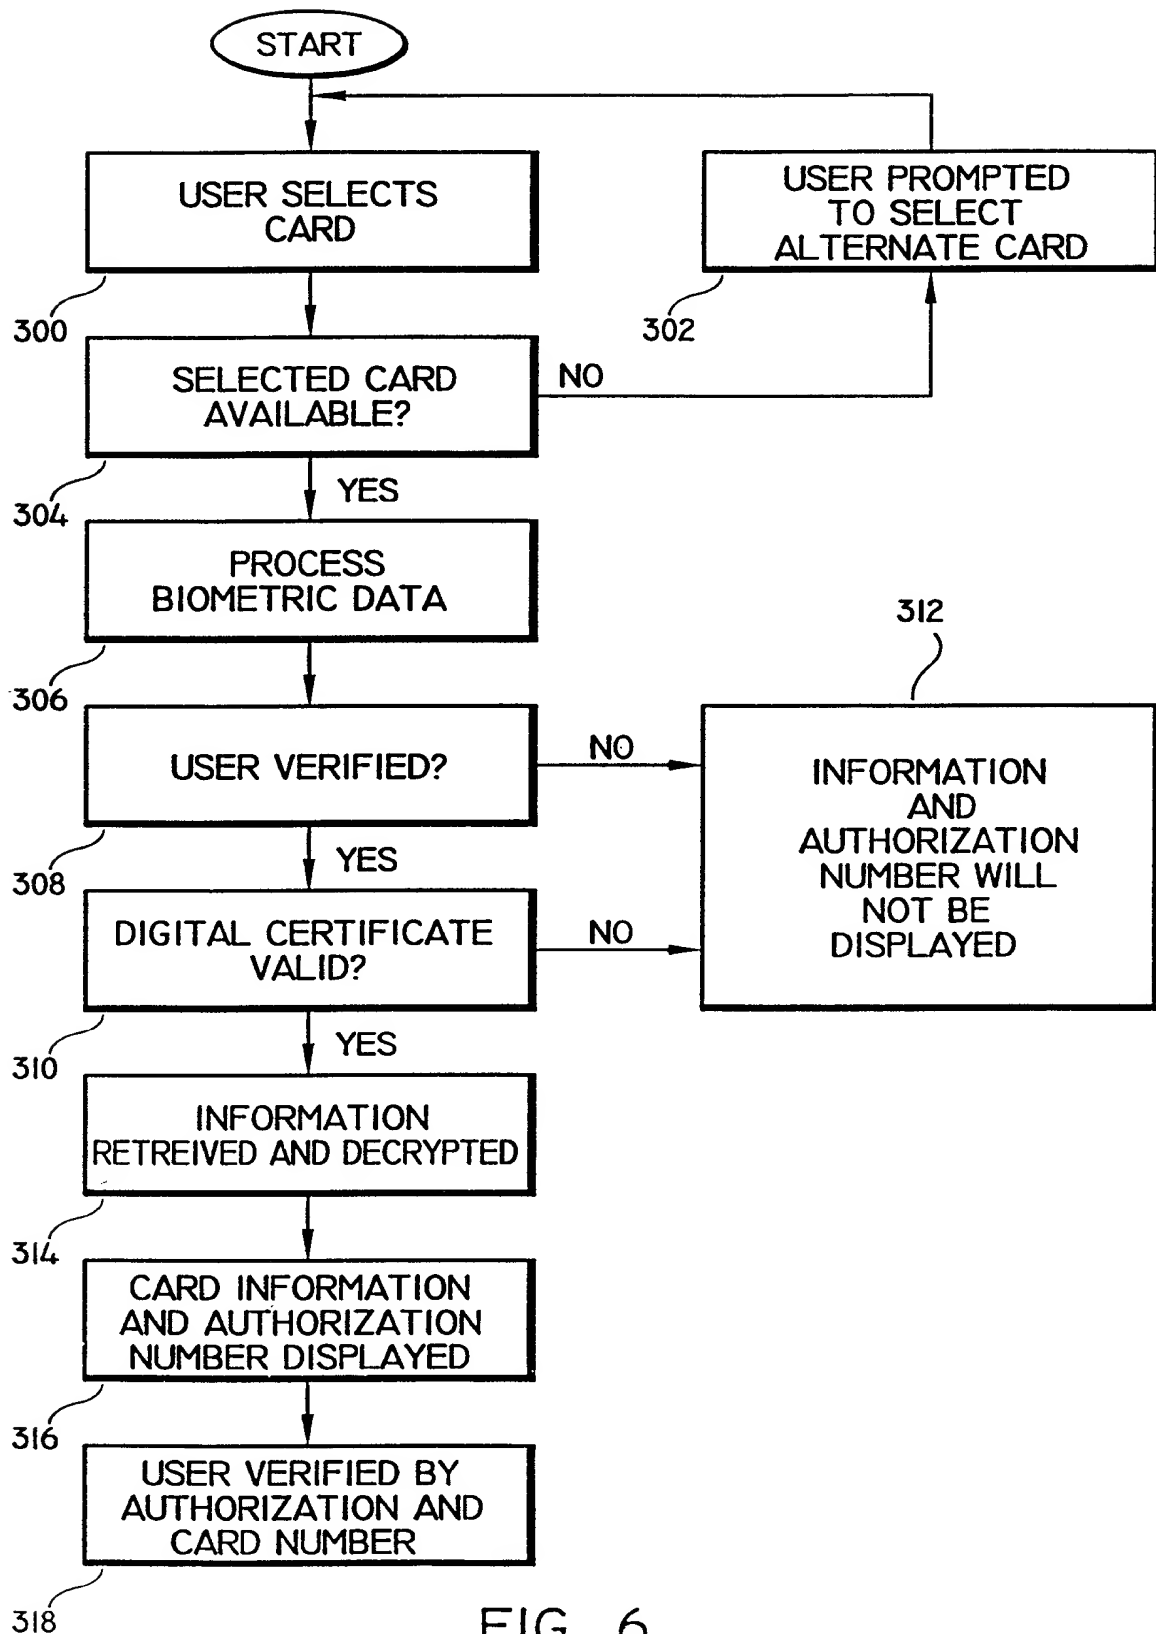 START
USER SELECTS
CARD
300
USER PROMPTED
TO SELECT
ALTERNATE CARD
302
SELECTED CARD
AVAILABLE?
NO
304
YES
PROCESS
BIOMETRIC DATA
306
312
USER VERIFIED?
NO
INFORMATION
AND
AUTHORIZATION
NUMBER WILL
NOT BE
DISPLAYED
308
YES
DIGITAL CERTIFICATE
VALID?
NO
310
YES
INFORMATION
RETREIVED AND DECRYPTED
314
CARD INFORMATION
AND AUTHORIZATION
NUMBER DISPLAYED
316
USER VERIFIED BY
AUTHORIZATION AND
CARD NUMBER
318
FIG. 6